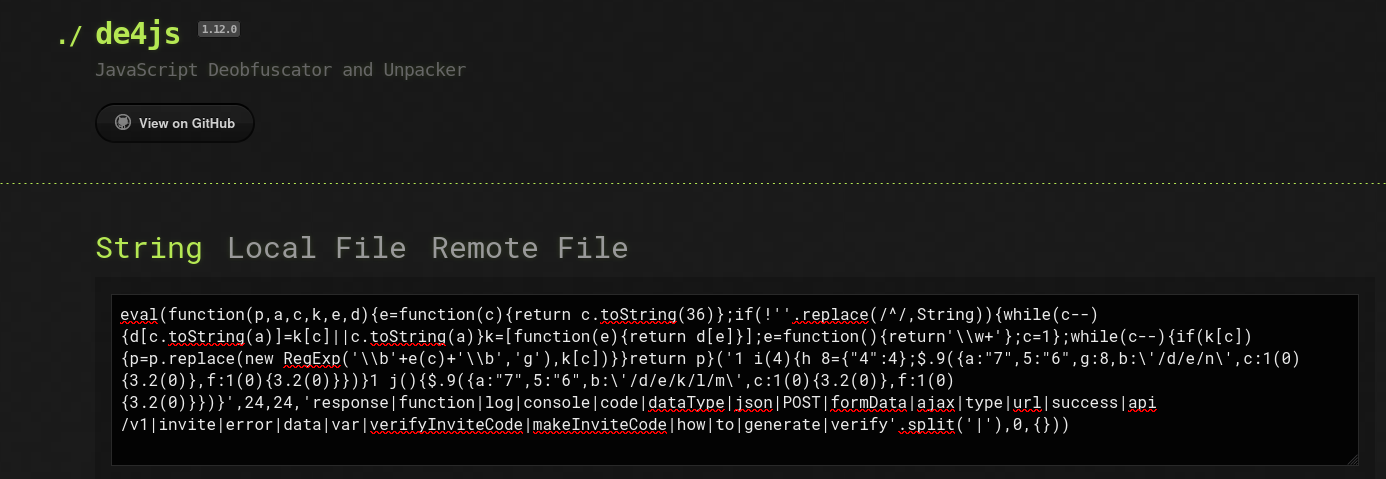 ./ de4js 1.12.0
JavaScript Deobfuscator and Unpacker
View on GitHub
String Local File Remote File
eval(function(p,a,c,k,e,d){e=function(c){return c.toString(36)};if(!''.replace(/^/,String)){while(c--)
{d[c.toString(a)]=k[c]||c.toString(a)}k=[function(e){return d[e]}];e=function(){return'\\w+'};c=1};while(c--){if(k[c])
{p=p.replace(new RegExp('\\b'+e(c)+'\\b','g'),k[c])}}return p}('1 i(4){h 8={"4":4};$.9({a:"7",5:"6",g:8,b:\'/d/e/n\',c:1(0)
{3.2(0)},f:1(0){3.2(0)}})}1 j(){$.9({a:"7",5:"6",b:\'/d/e/k/l/m\',c:1(0){3.2(0)},f:1(0)
{3.2(0)}})}',24,24,'response|function|log|console|code|dataType|json|POST|formData|ajax|type|url|success|api
/v1|invite|error|data|var|verifyInviteCode|makeInviteCode|how|to|generate|verify'.split('|'),0,{}))